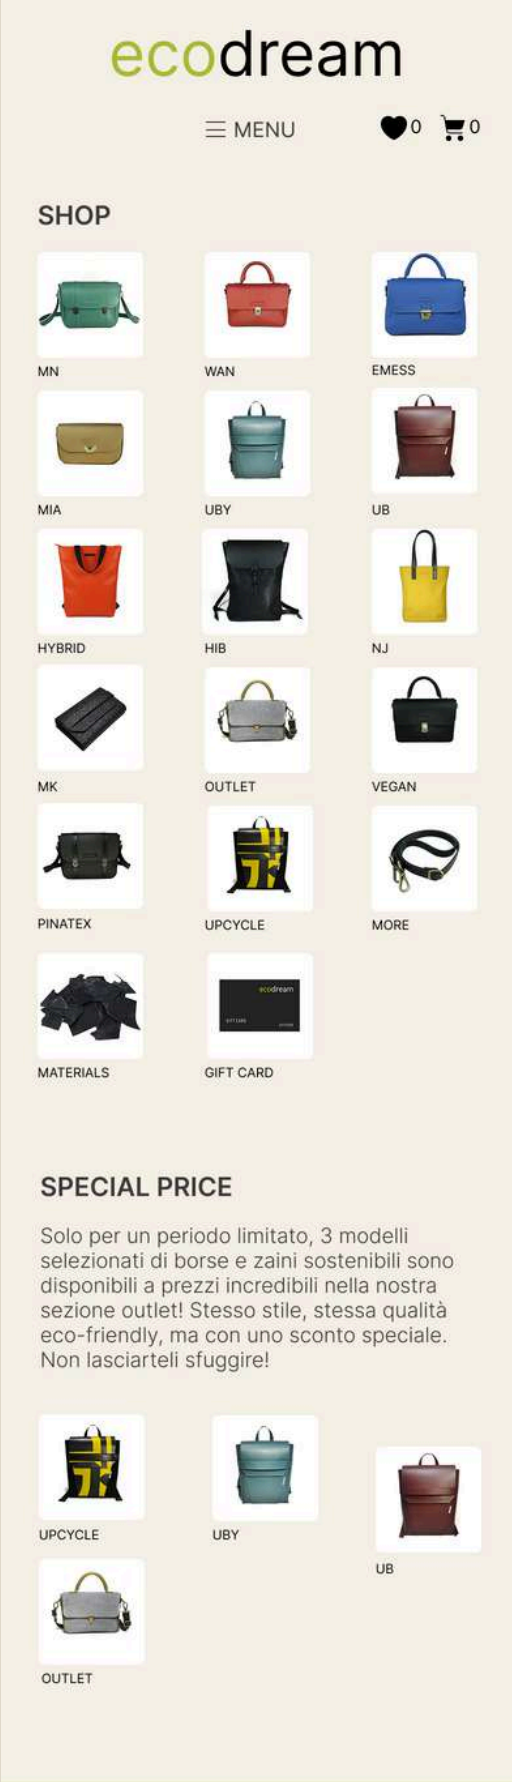 ecodream
MENU 0 0
SHOP
MN WAN EMESS
MIA UBY UB
HYBRID HIB NJ
MK OUTLET VEGAN
PINATEX UPCYCLE MORE
ecodream
GIFT CARD
MATERIALS GIFT CARD
SPECIAL PRICE
Solo per un periodo limitato, 3 modelli
selezionati di borse e zaini sostenibili sono
disponibili a prezzi incredibili nella nostra
sezione outlet! Stesso stile, stessa qualità
eco-friendly, ma con uno sconto speciale.
Non lasciarteli sfuggire!
UPCYCLE UBY
UB
OUTLET